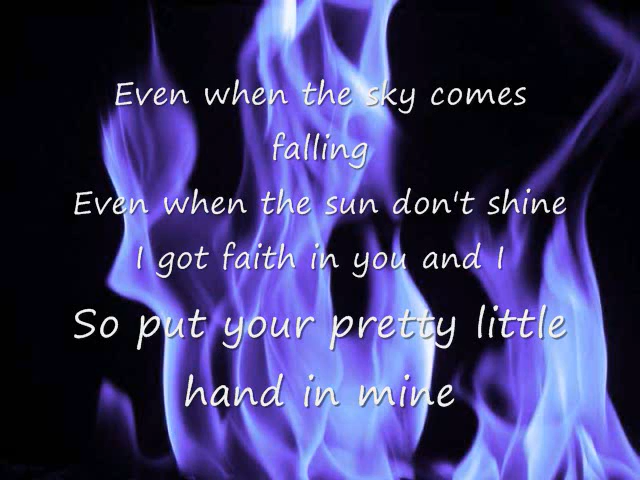 Even when the sky comes
falling
Even when the sun don't shine
I got faith in you and I
So put your pretty little
hand in mine